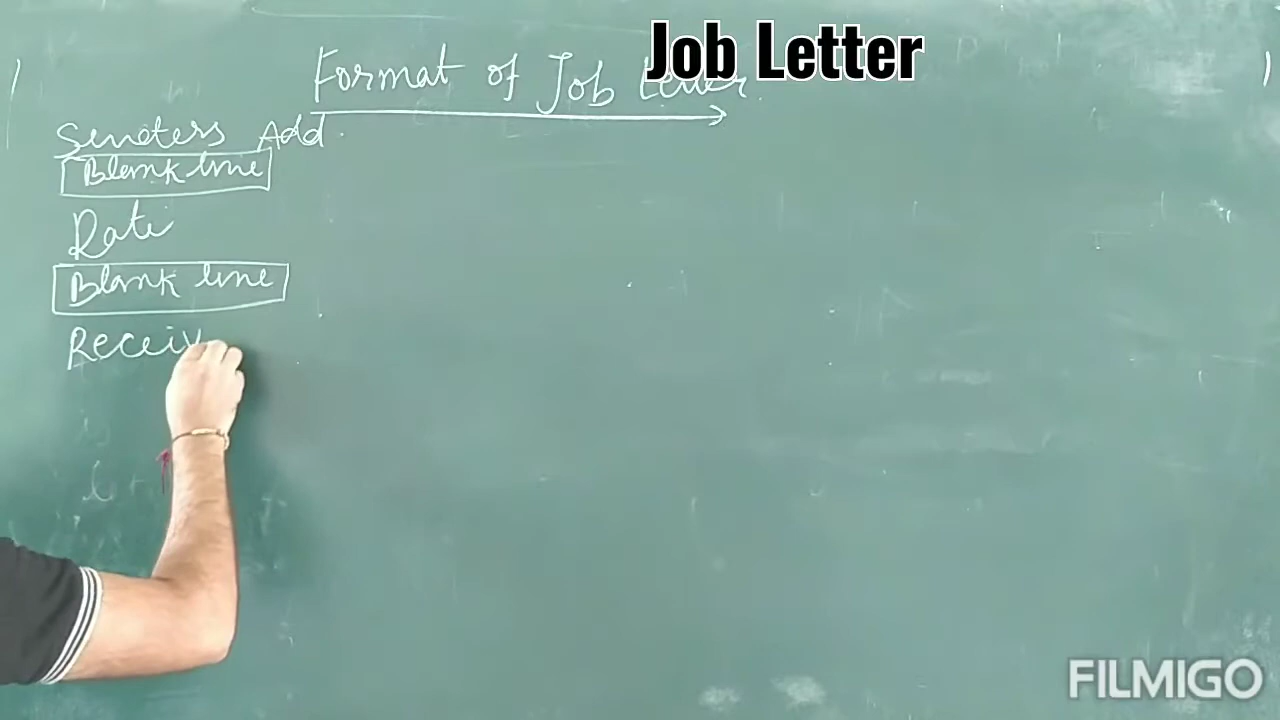 Job Letter
Format of Job Letter.
Senders Add.
Blank line
Date
Blank line
Receiv
FILMIGO